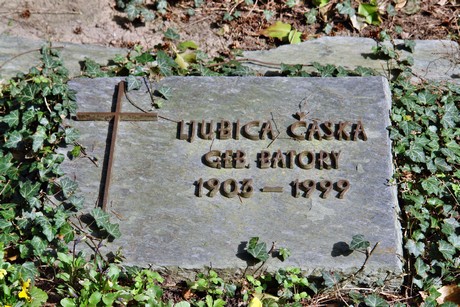 LJUBICA ČASKA
GEB. BATORY
1903 – 1999